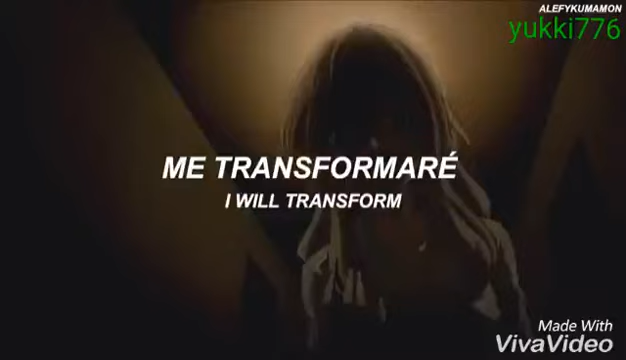 ALEFYKUMAMON
yukki776
ME TRANSFORMARÉ
I WILL TRANSFORM
Made With
VivaVideo